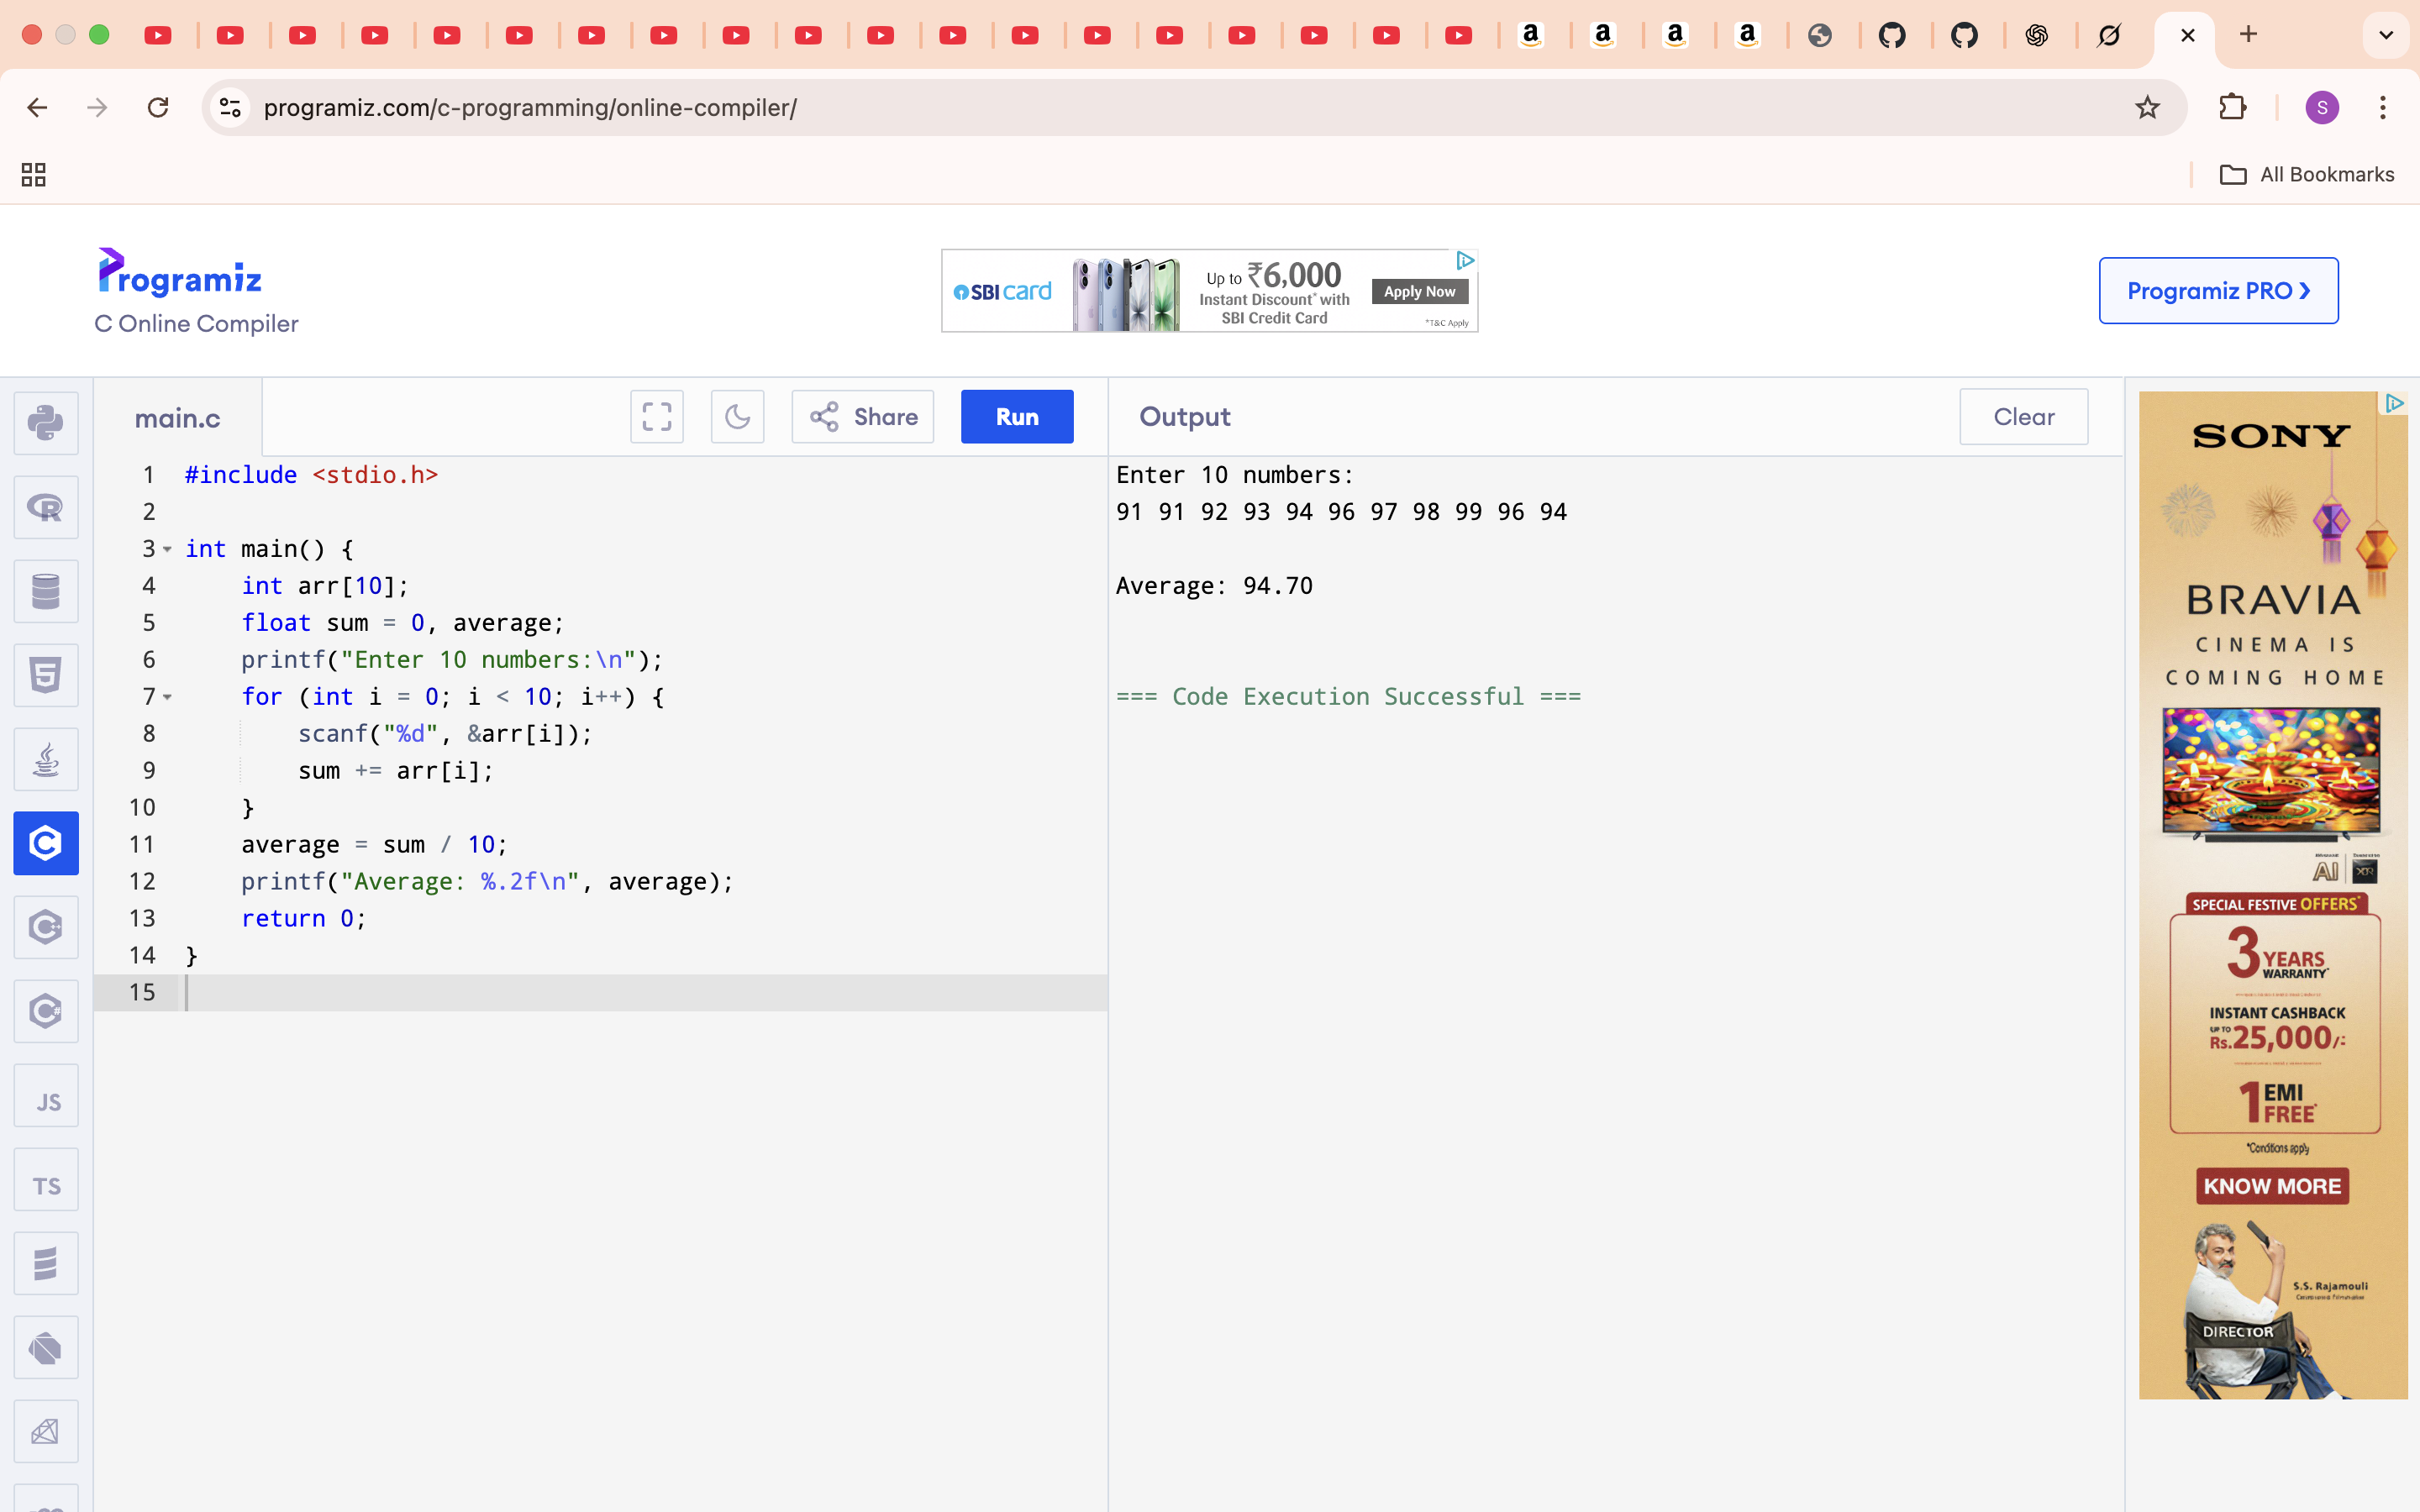 programiz.com/c-programming/online-compiler/
S
All Bookmarks
Programiz
C Online Compiler
SBI card
Up to ₹6,000
Instant Discount* with
SBI Credit Card
Apply Now
*T&C Apply
Programiz PRO ❯
main.c
Share
Run
Output
Clear
1 #include <stdio.h>
2
3 int main() {
4     int arr[10];
5     float sum = 0, average;
6     printf("Enter 10 numbers:\n");
7     for (int i = 0; i < 10; i++) {
8         scanf("%d", &arr[i]);
9         sum += arr[i];
10     }
11     average = sum / 10;
12     printf("Average: %.2f\n", average);
13     return 0;
14 }
15
Enter 10 numbers:
91 91 92 93 94 96 97 98 99 96 94
Average: 94.70
=== Code Execution Successful ===
JS
TS
SONY
BRAVIA
CINEMA IS
COMING HOME
AI
XR
SPECIAL FESTIVE OFFERS*
3 YEARS
WARRANTY*
INSTANT CASHBACK
UP TO
Rs.25,000/-*
1 EMI
FREE*
*Conditions apply
KNOW MORE
S.S. Rajamouli
DIRECTOR